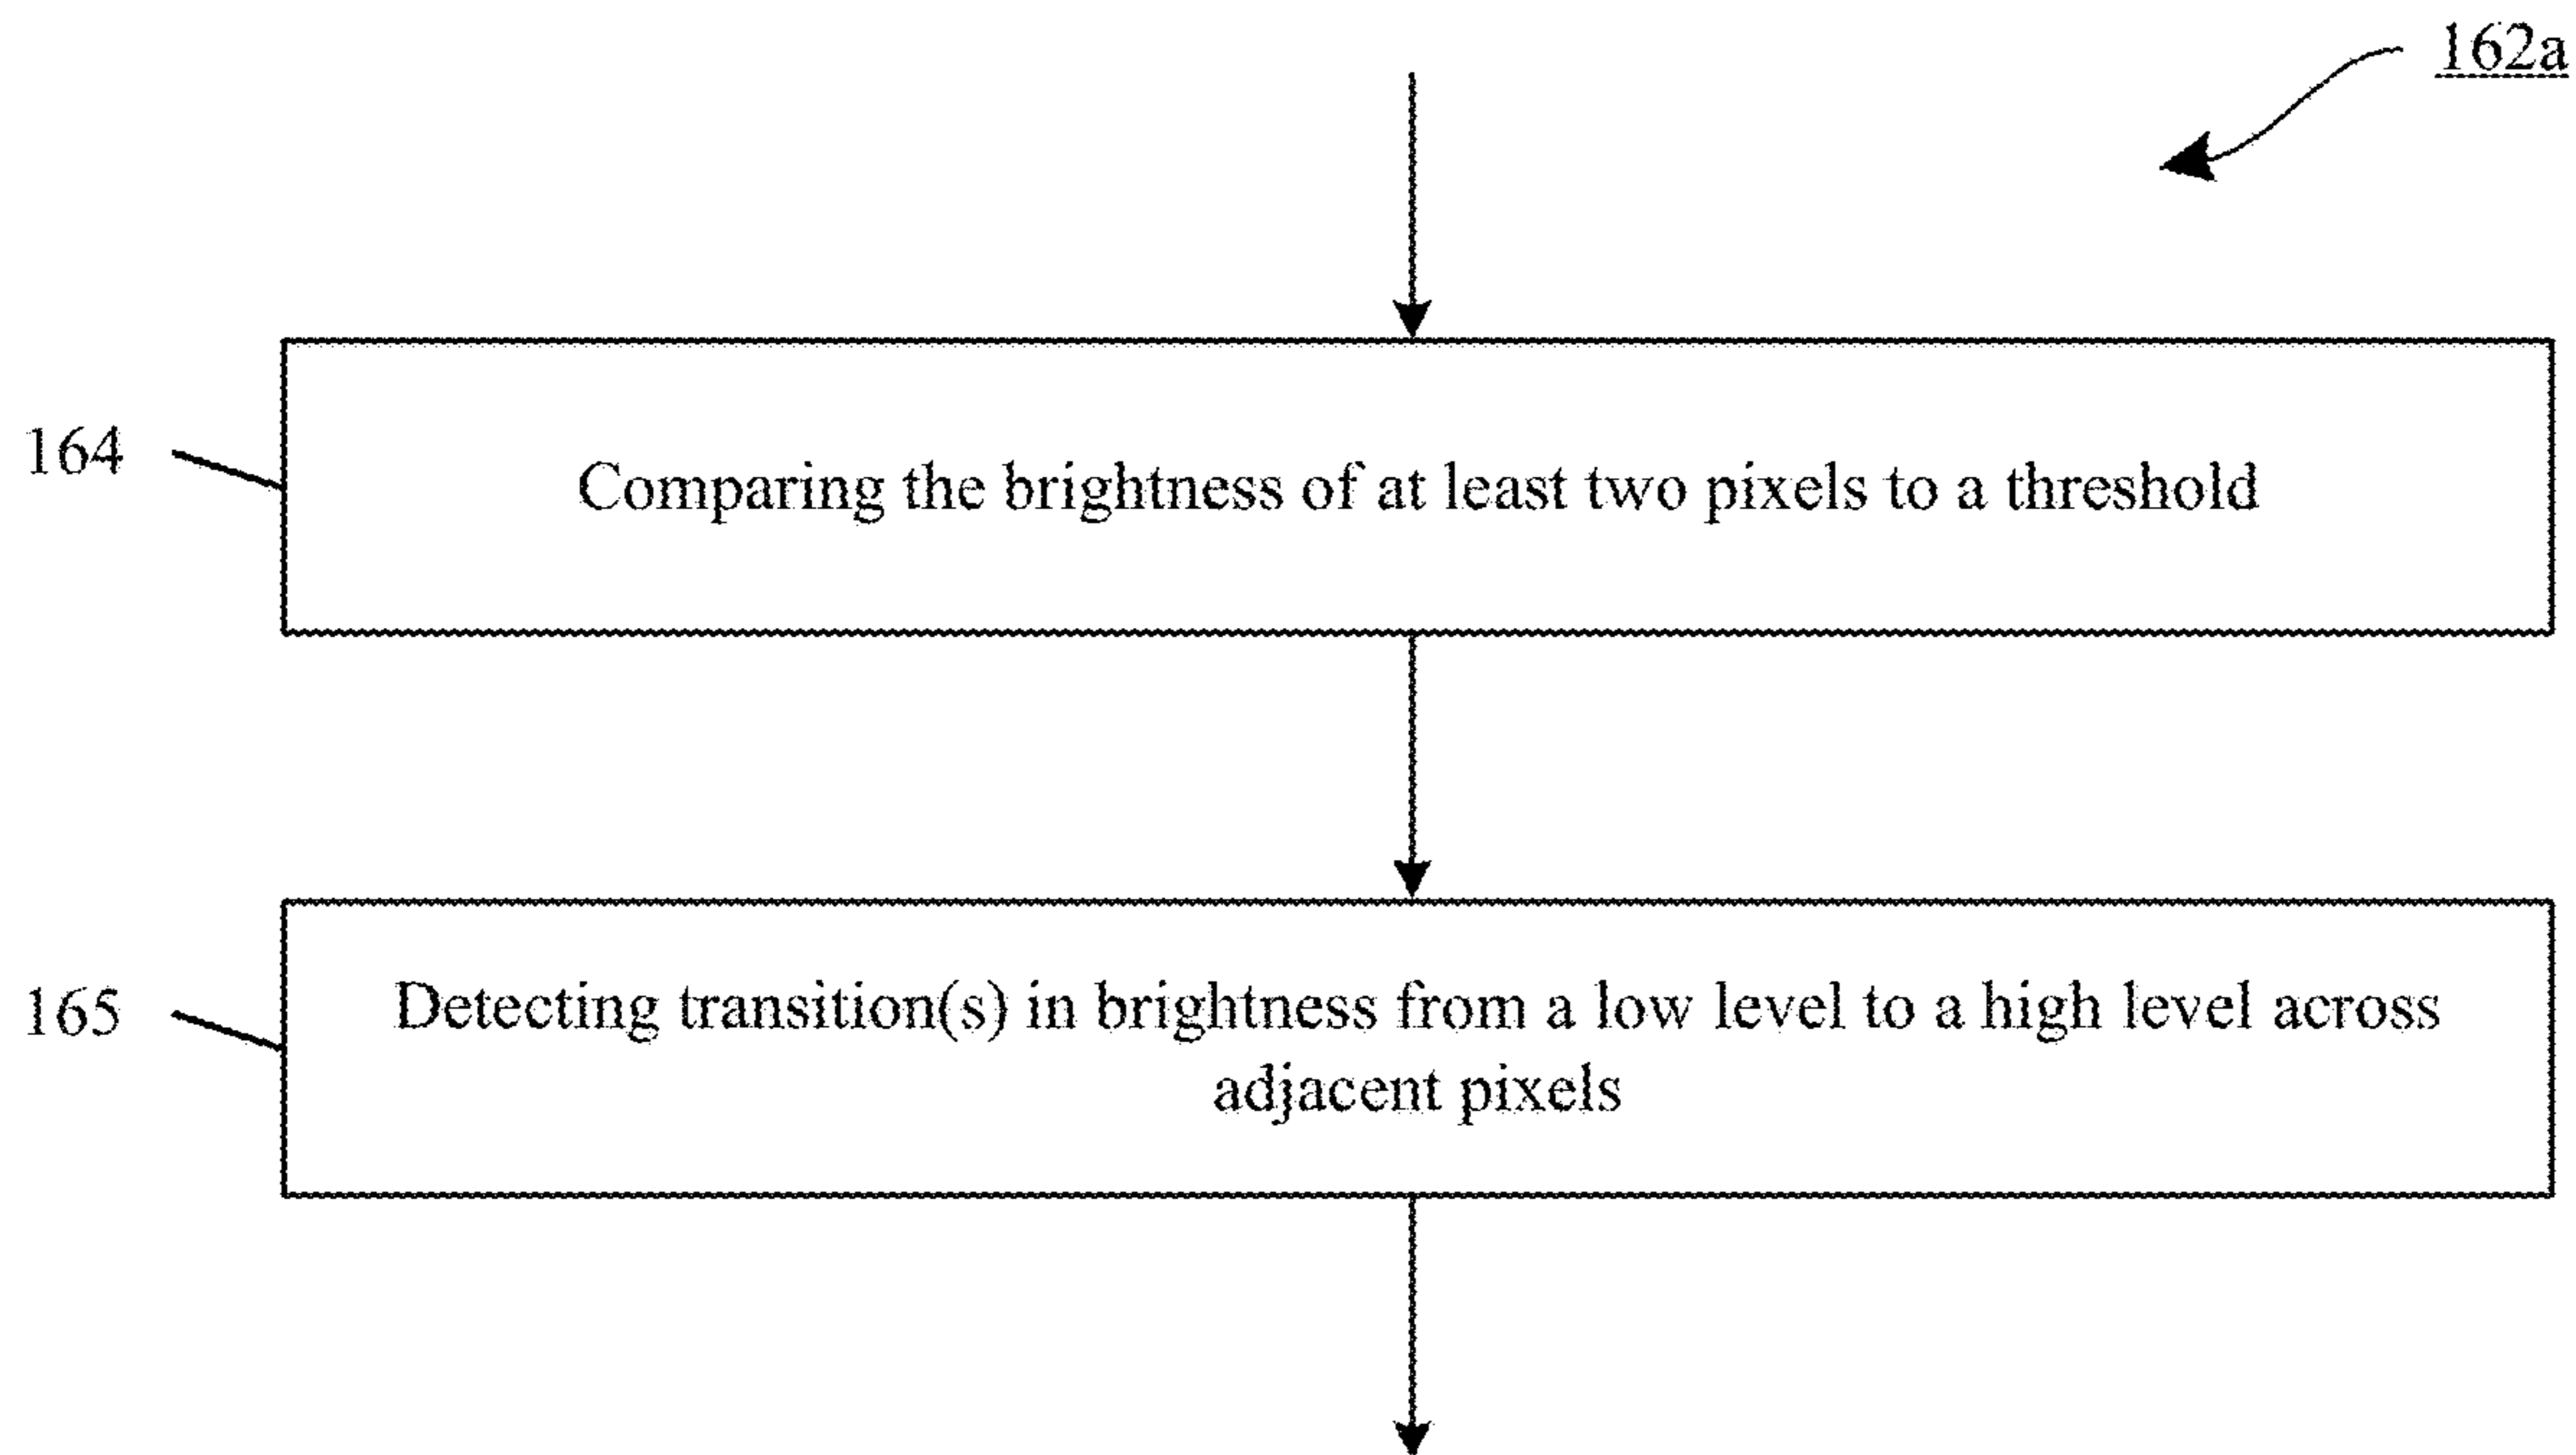 162a
164
Comparing the brightness of at least two pixels to a threshold
165
Detecting transition(s) in brightness from a low level to a high level across
adjacent pixels